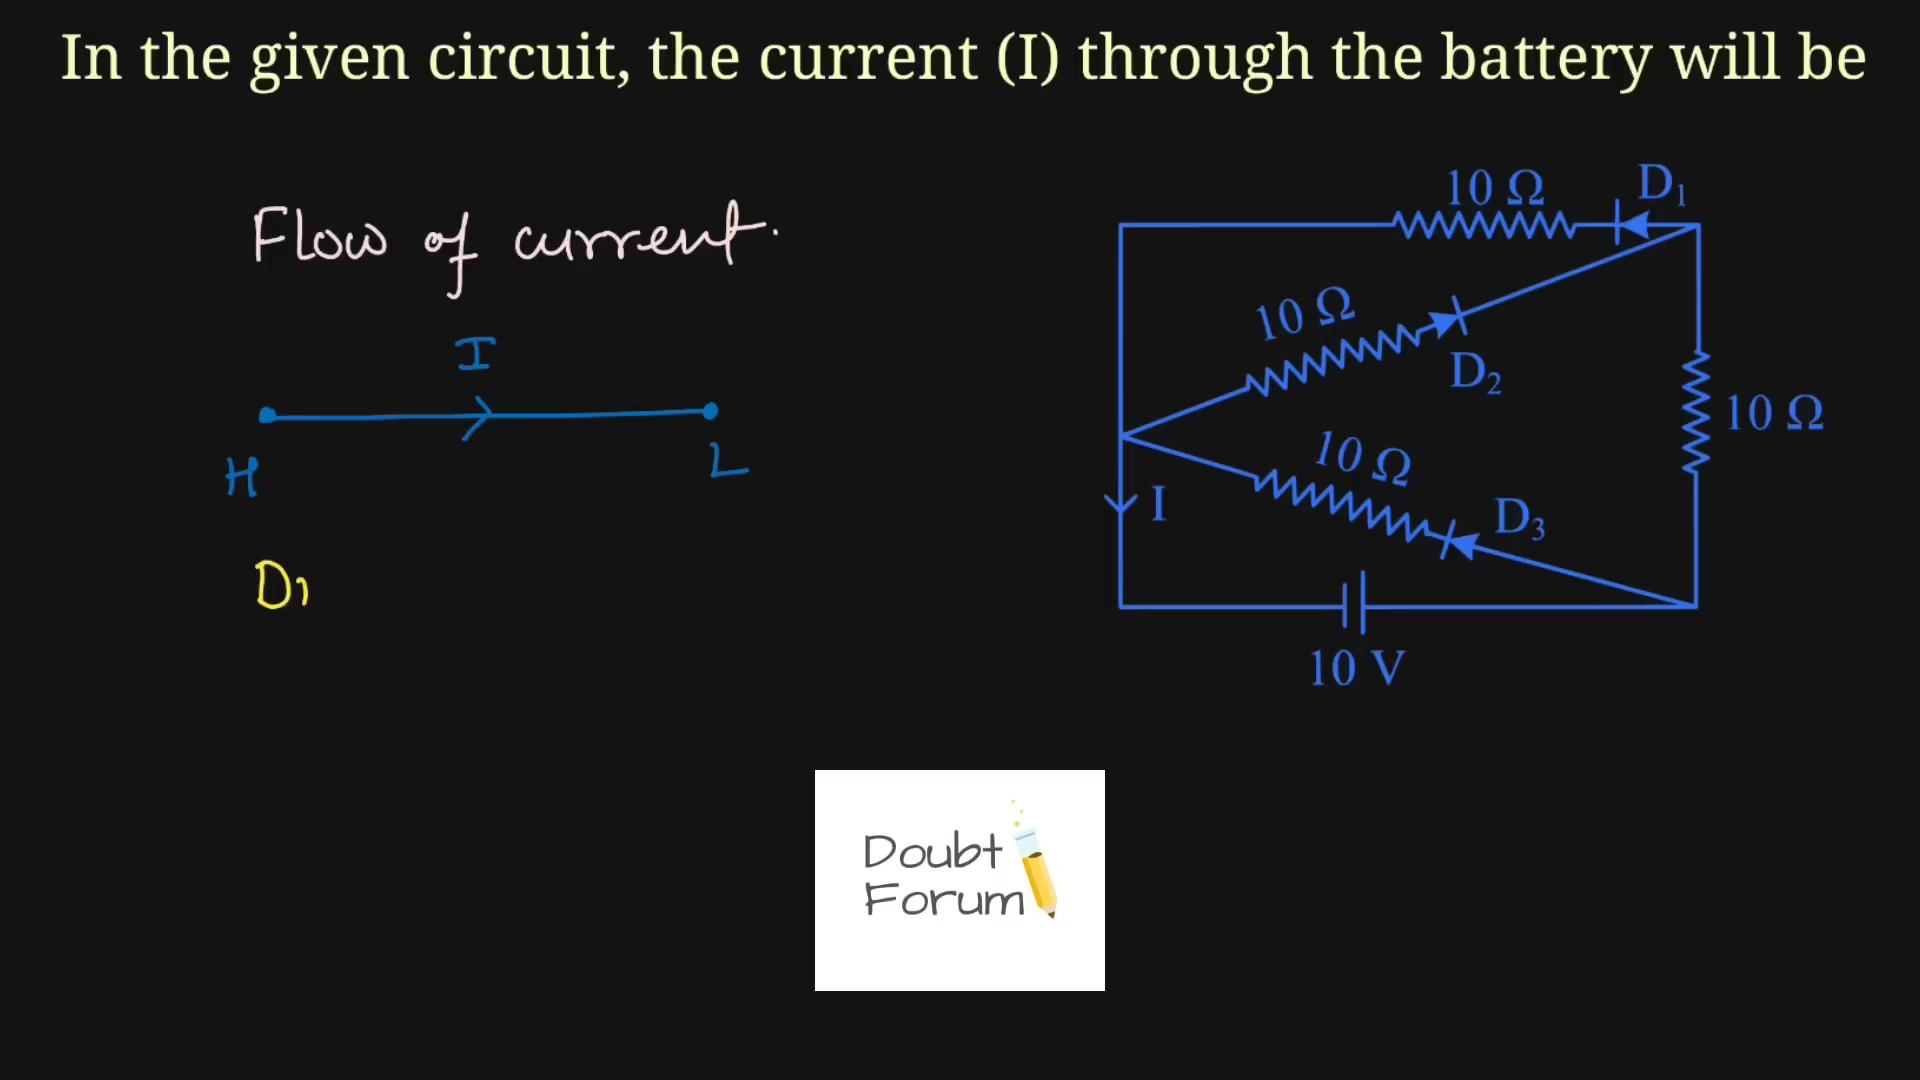 In the given circuit, the current (I) through the battery will be
Flow of current.
I
H
L
D1
10 Ω
D1
10 Ω
D2
10 Ω
10 Ω
I
D3
10 V
Doubt
Forum